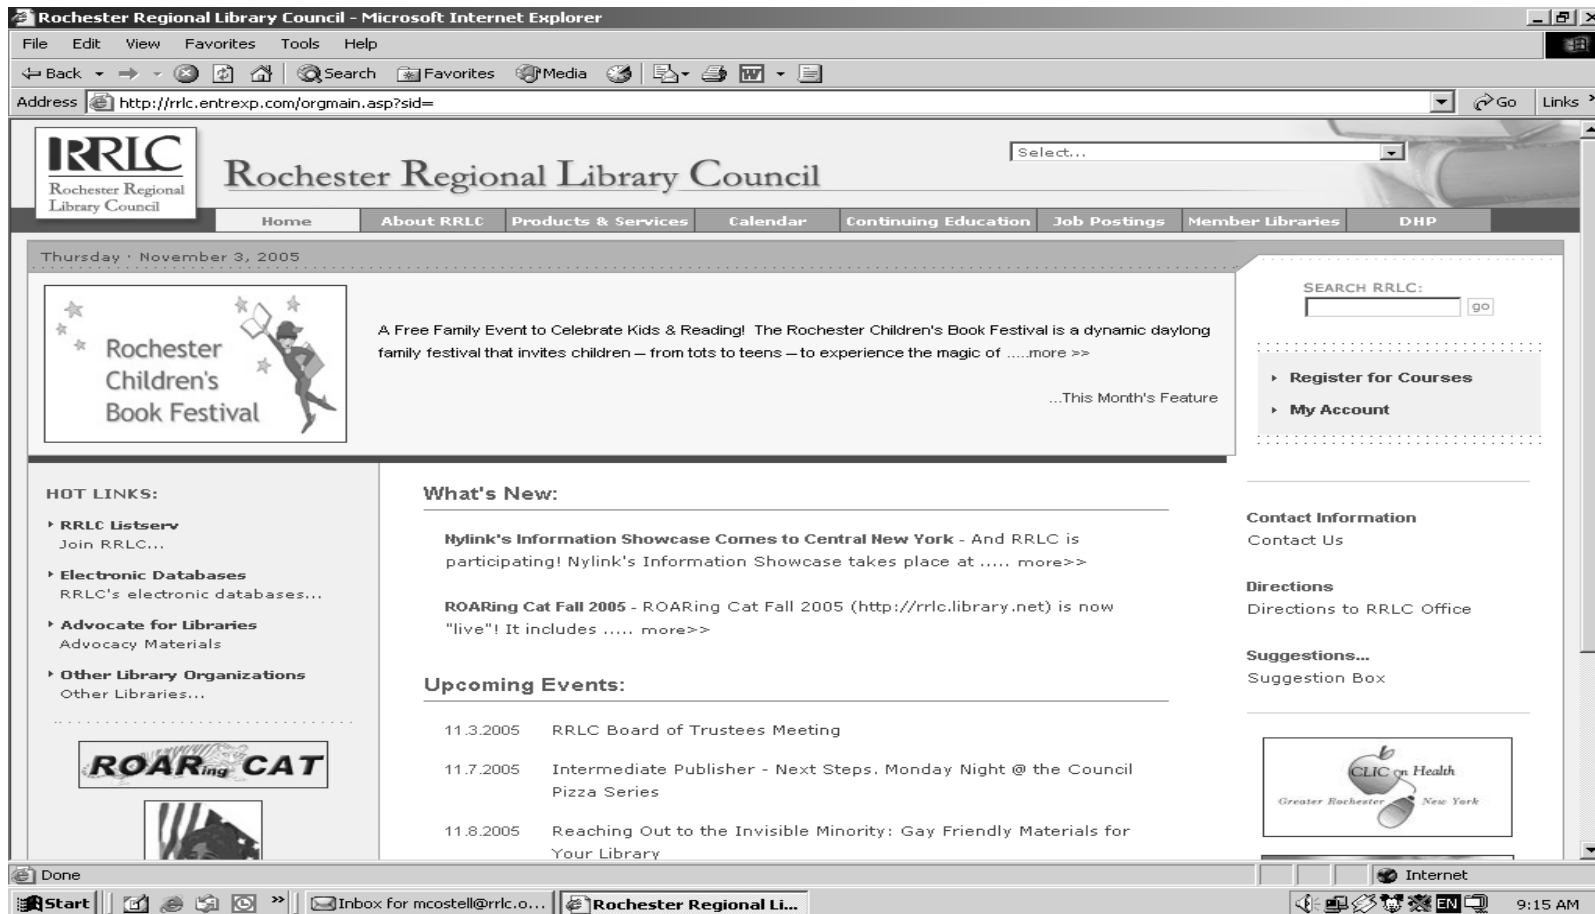 Rochester Regional Library Council - Microsoft Internet Explorer
File Edit View Favorites Tools Help
Back Search Favorites Media
Address http://rrlc.entrexp.com/orgmain.asp?sid= Go Links
RRLC
Rochester Regional
Library Council
Rochester Regional Library Council
Select...
Home About RRLC Products & Services Calendar Continuing Education Job Postings Member Libraries DHP
Thursday · November 3, 2005
Rochester
Children's
Book Festival
A Free Family Event to Celebrate Kids & Reading! The Rochester Children's Book Festival is a dynamic daylong
family festival that invites children – from tots to teens – to experience the magic of .....more >>
...This Month's Feature
SEARCH RRLC:
go
Register for Courses
My Account
HOT LINKS:
RRLC Listserv
Join RRLC...
Electronic Databases
RRLC's electronic databases...
Advocate for Libraries
Advocacy Materials
Other Library Organizations
Other Libraries...
ROARing CAT
What's New:
Nylink's Information Showcase Comes to Central New York - And RRLC is
participating! Nylink's Information Showcase takes place at ..... more>>
ROARing Cat Fall 2005 - ROARing Cat Fall 2005 (http://rrlc.library.net) is now
"live"! It includes ..... more>>
Upcoming Events:
11.3.2005 RRLC Board of Trustees Meeting
11.7.2005 Intermediate Publisher - Next Steps. Monday Night @ the Council
Pizza Series
11.8.2005 Reaching Out to the Invisible Minority: Gay Friendly Materials for
Your Library
Contact Information
Contact Us
Directions
Directions to RRLC Office
Suggestions...
Suggestion Box
CLIC on Health
Greater Rochester New York
Done Internet
Start Inbox for mcostell@rrlc.o... Rochester Regional Li... EN 9:15 AM